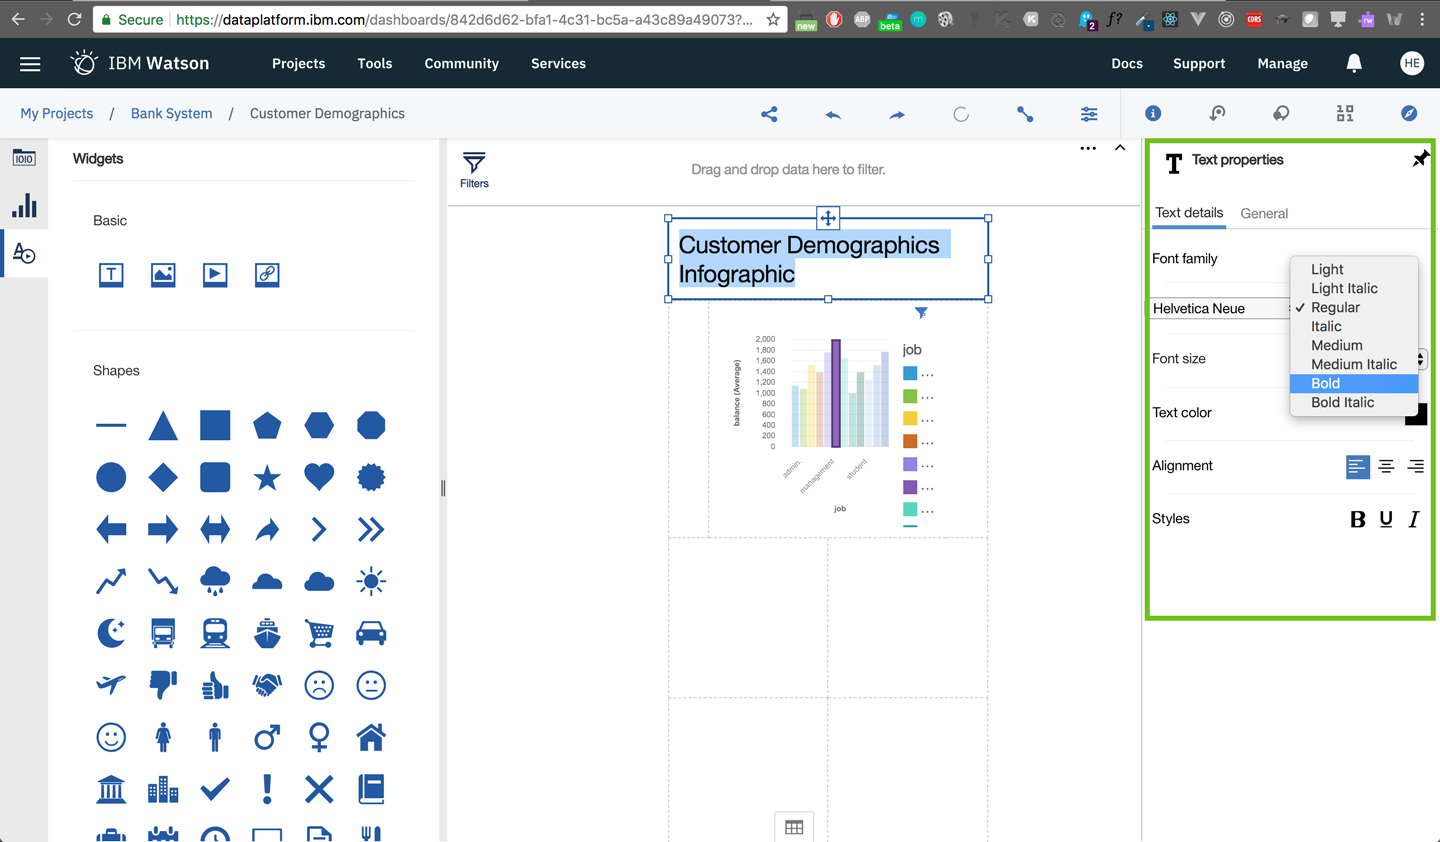 Secure https://dataplatform.ibm.com/dashboards/842d6d62-bfa1-4c31-bc5a-a43c89a49073?...
new
ABP
beta
m
K
2
f?
CORS
rw
W
IBM Watson
Projects Tools Community Services
Docs Support Manage HE
My Projects / Bank System / Customer Demographics
Widgets
Basic
T
Shapes
Filters
Drag and drop data here to filter.
Customer Demographics
Infographic
balance (Average)
2,000
1,800
1,600
1,400
1,200
1,000
800
600
400
200
0
admin.
management
student
job
job
...
...
...
...
...
...
...
T Text properties
Text details General
Font family
Helvetica Neue
Light
Light Italic
✓ Regular
Italic
Medium
Medium Italic
Bold
Bold Italic
Font size
Text color
Alignment
Styles B U I